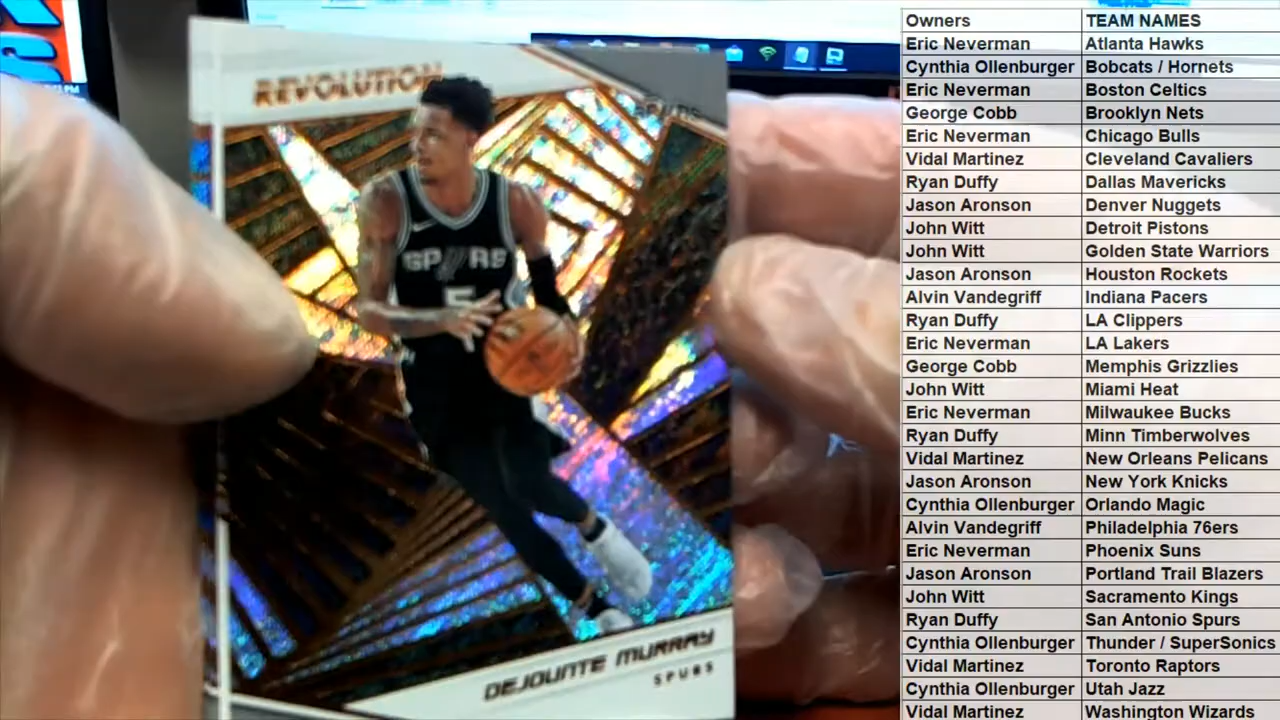 REVOLUTION
SPURS
5
DEJOUNTE MURRAY
SPURS
Owners TEAM NAMES
Eric Neverman Atlanta Hawks
Cynthia Ollenburger Bobcats / Hornets
Eric Neverman Boston Celtics
George Cobb Brooklyn Nets
Eric Neverman Chicago Bulls
Vidal Martinez Cleveland Cavaliers
Ryan Duffy Dallas Mavericks
Jason Aronson Denver Nuggets
John Witt Detroit Pistons
John Witt Golden State Warriors
Jason Aronson Houston Rockets
Alvin Vandegriff Indiana Pacers
Ryan Duffy LA Clippers
Eric Neverman LA Lakers
George Cobb Memphis Grizzlies
John Witt Miami Heat
Eric Neverman Milwaukee Bucks
Ryan Duffy Minn Timberwolves
Vidal Martinez New Orleans Pelicans
Jason Aronson New York Knicks
Cynthia Ollenburger Orlando Magic
Alvin Vandegriff Philadelphia 76ers
Eric Neverman Phoenix Suns
Jason Aronson Portland Trail Blazers
John Witt Sacramento Kings
Ryan Duffy San Antonio Spurs
Cynthia Ollenburger Thunder / SuperSonics
Vidal Martinez Toronto Raptors
Cynthia Ollenburger Utah Jazz
Vidal Martinez Washington Wizards